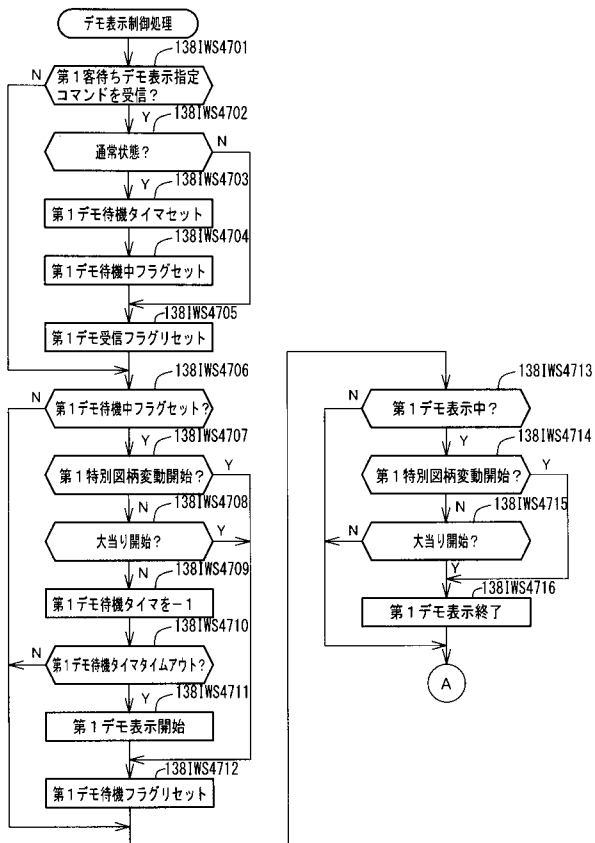 デモ表示制御処理
138IWS4701
第1客待ちデモ表示指定
コマンドを受信?
N
Y
138IWS4702
通常状態?
N
Y
138IWS4703
第1デモ待機タイマセット
138IWS4704
第1デモ待機中フラグセット
138IWS4705
第1デモ受信フラグリセット
138IWS4706
第1デモ待機中フラグセット?
N
Y
138IWS4707
第1特別図柄変動開始?
Y
N
138IWS4708
大当り開始?
Y
N
138IWS4709
第1デモ待機タイマを−1
138IWS4710
第1デモ待機タイマタイムアウト?
N
Y
138IWS4711
第1デモ表示開始
138IWS4712
第1デモ待機フラグリセット
138IWS4713
第1デモ表示中?
N
Y
138IWS4714
第1特別図柄変動開始?
Y
N
138IWS4715
大当り開始?
N
Y
138IWS4716
第1デモ表示終了
A